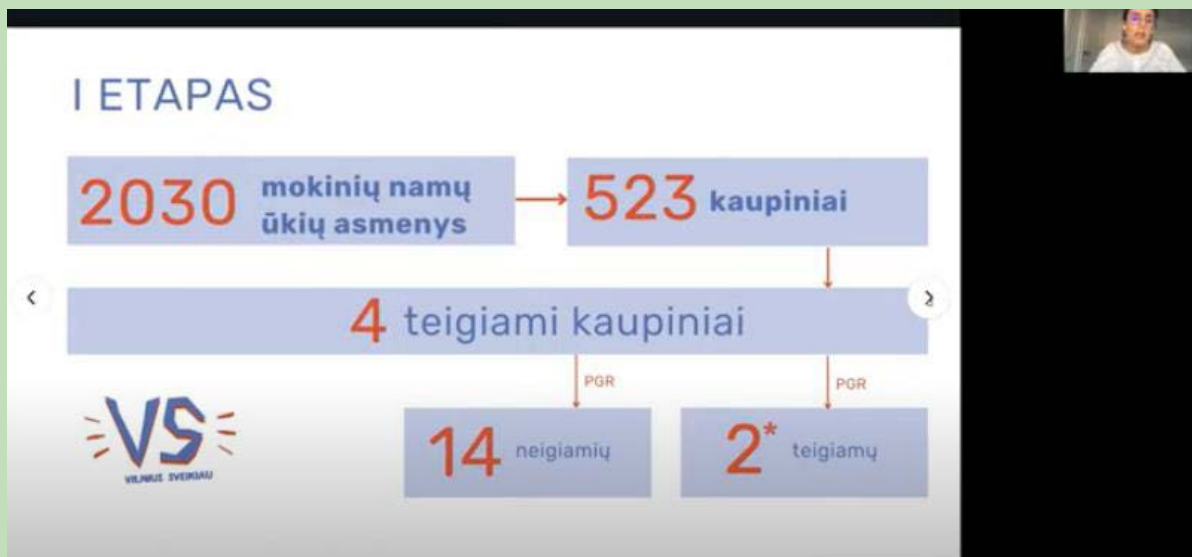 I ETAPAS
2030 mokinių namų
ūkių asmenys
523 kaupiniai
4 teigiami kaupiniai
PGR
PGR
14 neigiamių
2* teigiamų
VS
VILNIUS SVEIKIAU